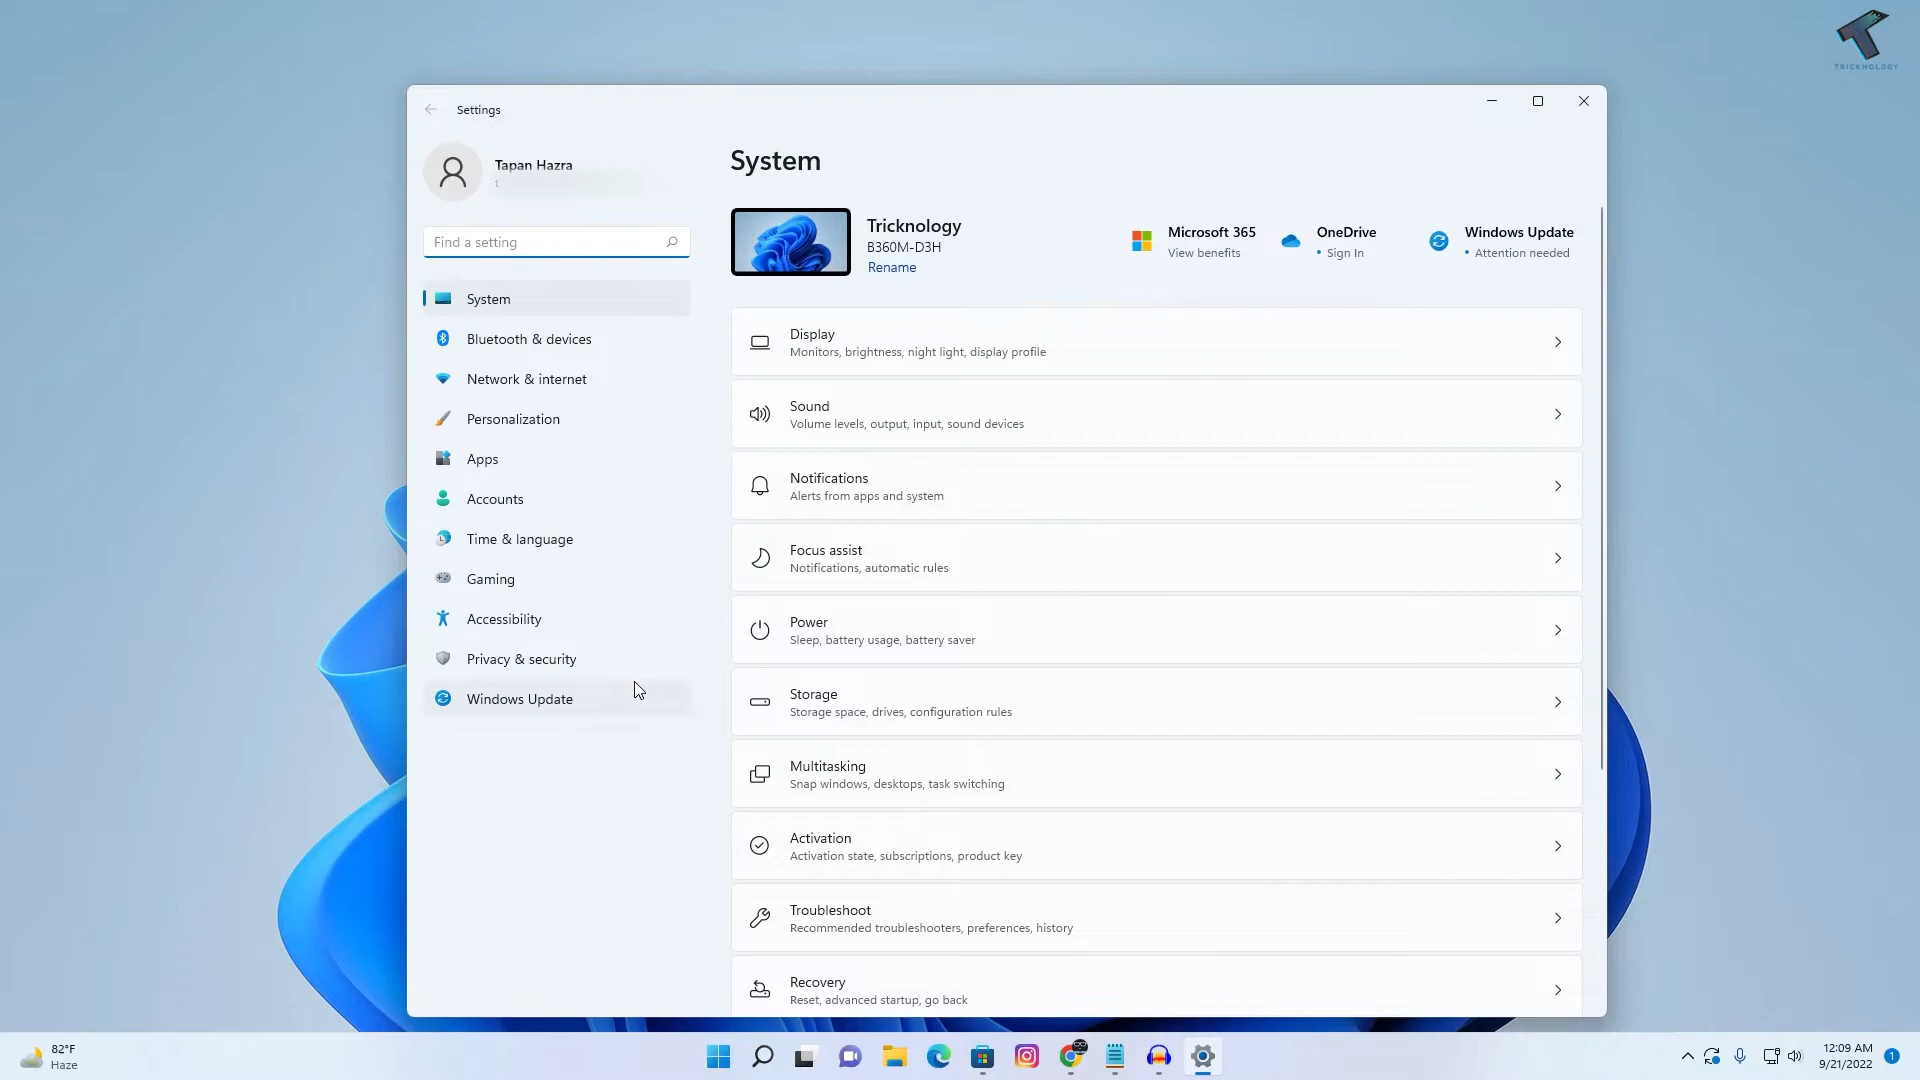 TRICKNOLOGY
Settings
Tapan Hazra
t
Find a setting
System
Bluetooth & devices
Network & internet
Personalization
Apps
Accounts
Time & language
Gaming
Accessibility
Privacy & security
Windows Update
System
Tricknology
B360M-D3H
Rename
Microsoft 365
View benefits
OneDrive
• Sign In
Windows Update
• Attention needed
Display
Monitors, brightness, night light, display profile
Sound
Volume levels, output, input, sound devices
Notifications
Alerts from apps and system
Focus assist
Notifications, automatic rules
Power
Sleep, battery usage, battery saver
Storage
Storage space, drives, configuration rules
Multitasking
Snap windows, desktops, task switching
Activation
Activation state, subscriptions, product key
Troubleshoot
Recommended troubleshooters, preferences, history
Recovery
Reset, advanced startup, go back
82°F
Haze
12:09 AM
9/21/2022
1